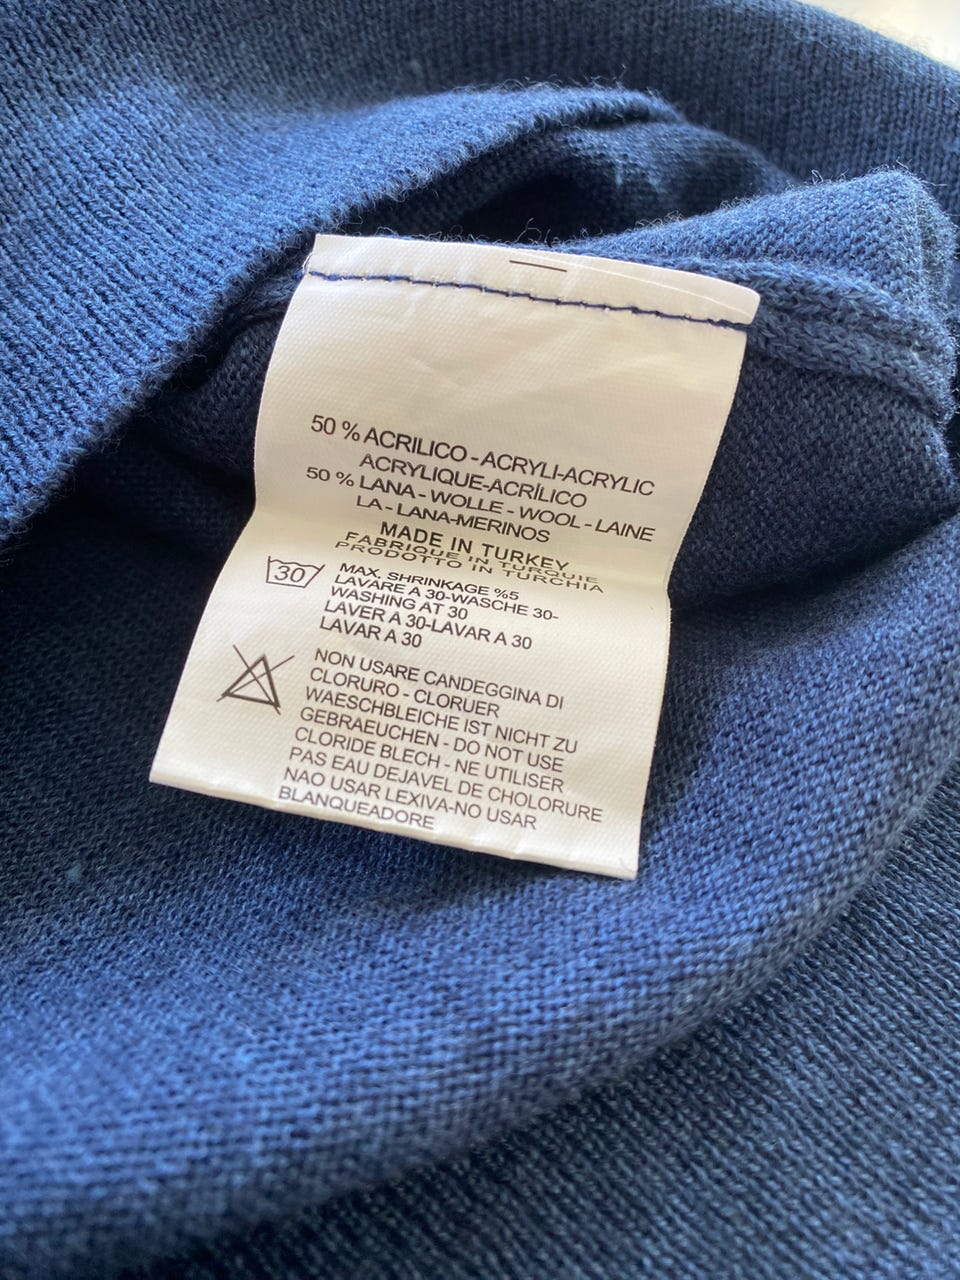 50 % ACRILICO - ACRYLI-ACRYLIC
ACRYLIQUE-ACRÍLICO
50 % LANA - WOLLE - WOOL - LAINE
LA - LANA-MERINOS
MADE IN TURKEY
FABRIQUE IN TURQUIE
PRODOTTO IN TURCHIA
30
MAX. SHRINKAGE %5
LAVARE A 30-WASCHE 30-
WASHING AT 30
LAVER A 30-LAVAR A 30
LAVAR A 30
NON USARE CANDEGGINA DI
CLORURO - CLORUER
WAESCHBLEICHE IST NICHT ZU
GEBRAEUCHEN - DO NOT USE
CLORIDE BLECH - NE UTILISER
PAS EAU DEJAVEL DE CHOLORURE
NAO USAR LEXIVA-NO USAR
BLANQUEADORE